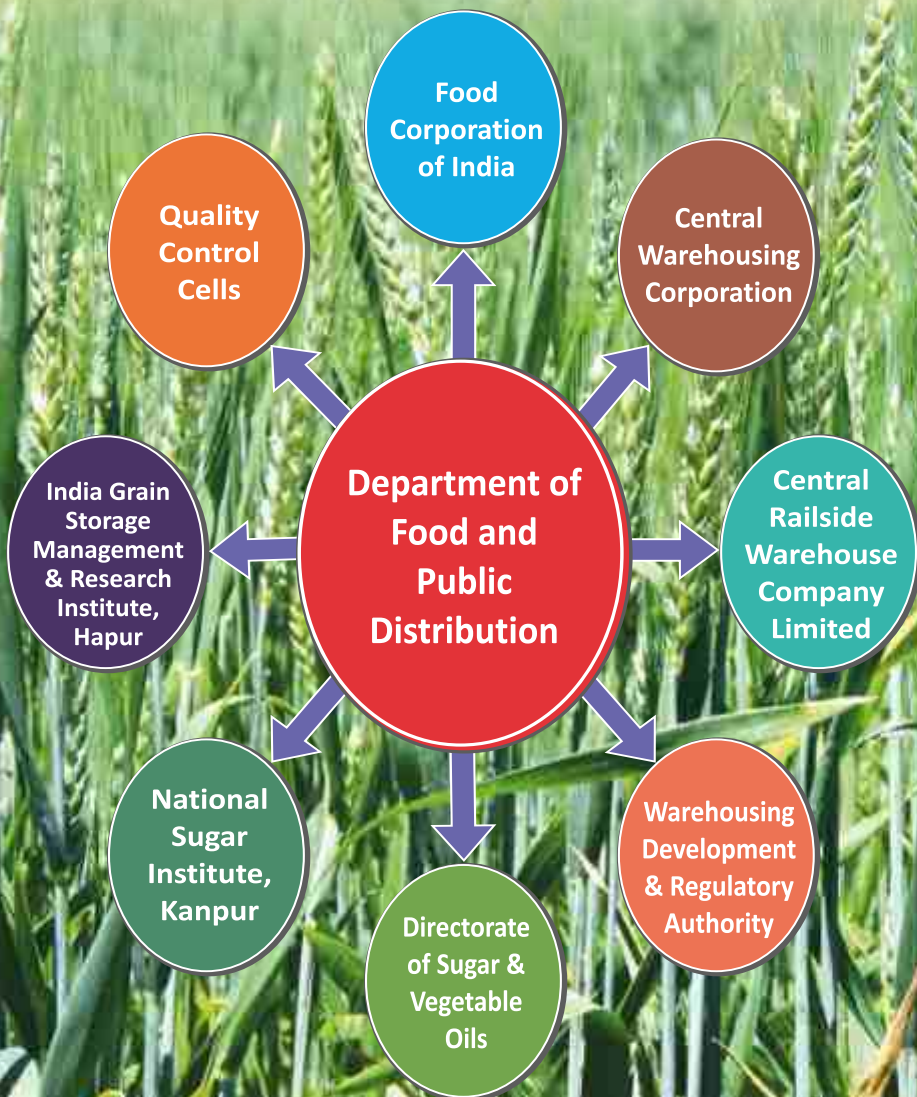 Food
Corporation
of India
Quality
Control
Cells
Central
Warehousing
Corporation
India Grain
Storage
Management
& Research
Institute,
Hapur
Department of
Food and
Public
Distribution
Central
Railside
Warehouse
Company
Limited
National
Sugar
Institute,
Kanpur
Directorate
of Sugar &
Vegetable
Oils
Warehousing
Development
& Regulatory
Authority